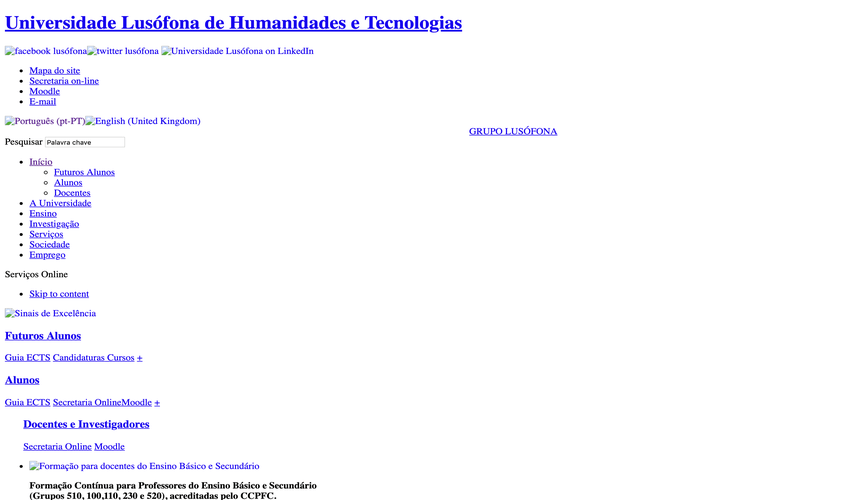 Universidade Lusófona de Humanidades e Tecnologias
facebook lusófona twitter lusófona Universidade Lusófona on LinkedIn
Mapa do site
Secretaria on-line
Moodle
E-mail
Português (pt-PT) English (United Kingdom)
GRUPO LUSÓFONA
Pesquisar Palavra chave
Início
Futuros Alunos
Alunos
Docentes
A Universidade
Ensino
Investigação
Serviços
Sociedade
Emprego
Serviços Online
Skip to content
Sinais de Excelência
Futuros Alunos
Guia ECTS Candidaturas Cursos +
Alunos
Guia ECTS Secretaria OnlineMoodle +
Docentes e Investigadores
Secretaria Online Moodle
Formação para docentes do Ensino Básico e Secundário
Formação Contínua para Professores do Ensino Básico e Secundário
(Grupos 510, 100,110, 230 e 520), acreditadas pelo CCPFC.